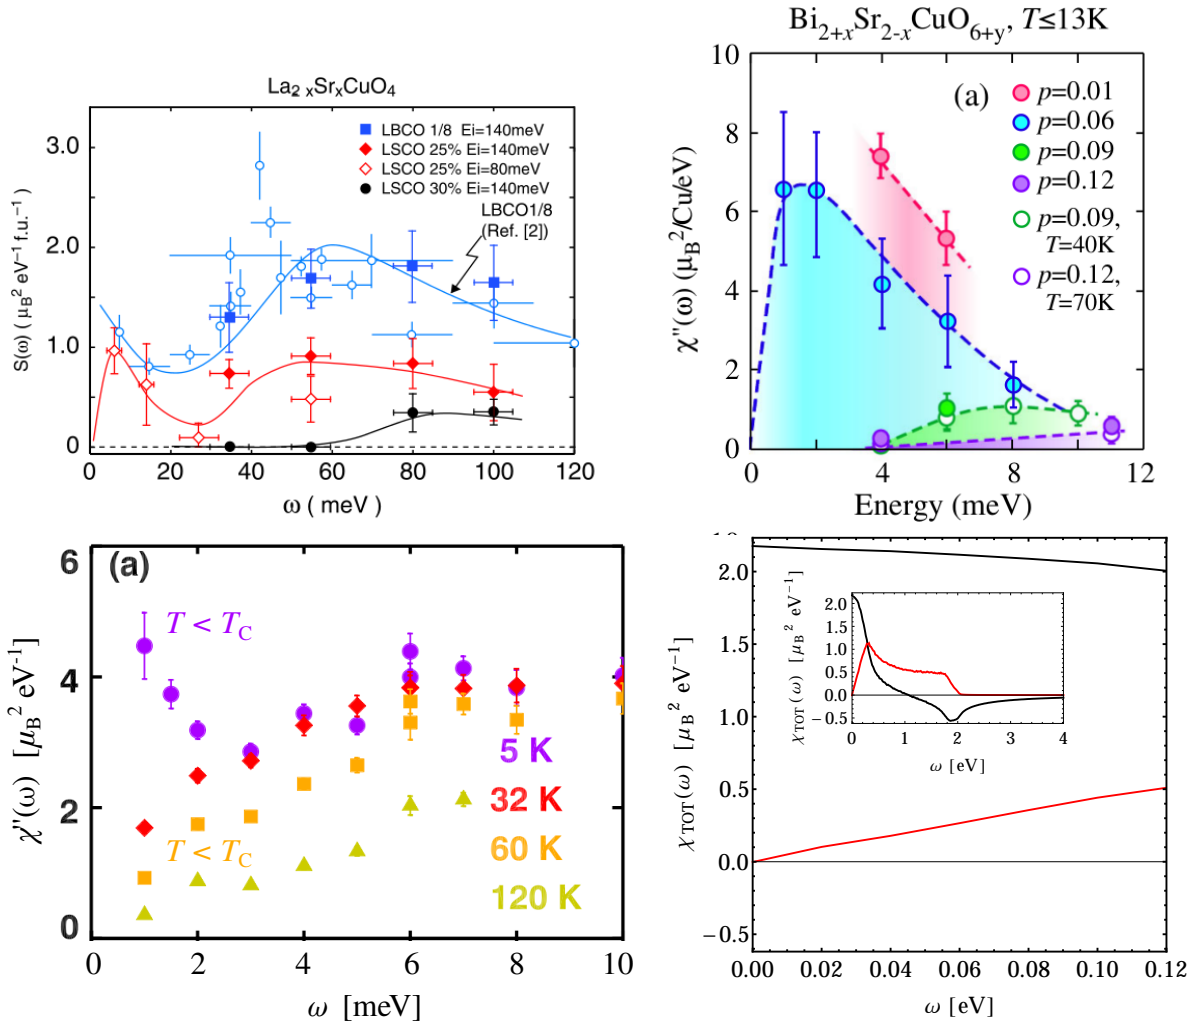 La₂ ₓSrₓCuO₄
LBCO 1/8 Ei=140meV
LSCO 25% Ei=140meV
LSCO 25% Ei=80meV
LSCO 30% Ei=140meV
LBCO1/8
(Ref. [2])
S(ω) ( μB² eV⁻¹ f.u.⁻¹)
3.0
2.0
1.0
0
0 20 40 60 80 100 120
ω ( meV )
Bi₂₊ₓSr₂₋ₓCuO₆₊y, T≤13K
(a)
p=0.01
p=0.06
p=0.09
p=0.12
p=0.09,
T=40K
p=0.12,
T=70K
χ''(ω) (μB²/Cu/eV)
10
8
6
4
2
0
0 4 8 12
Energy (meV)
(a)
T < TC
5 K
32 K
60 K
T < TC
120 K
χ''(ω) [μB² eV⁻¹]
6
4
2
0
0 2 4 6 8 10
ω [meV]
χTOT(ω) [μB² eV⁻¹]
2.0
1.5
1.0
0.5
0.0
−0.5
0.00 0.02 0.04 0.06 0.08 0.10 0.12
ω [eV]
χTOT(ω) [μB² eV⁻¹]
2.0
1.5
1.0
0.5
0.0
−0.5
0 1 2 3 4
ω [eV]